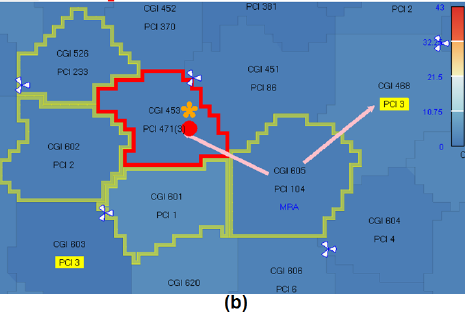 CGI 452
PCI 370
PCI 381
PCI 2
43
CGI 526
PCI 233
CGI 451
PCI 86
32.25
21.5
10.75
0
CGI 468
PCI 3
CGI 453
PCI 471(3)
CGI 602
PCI 2
CGI 605
PCI 104
MRA
CGI 601
PCI 1
CGI 604
PCI 4
CGI 603
PCI 3
CGI 620
CGI 608
PCI 6
(b)